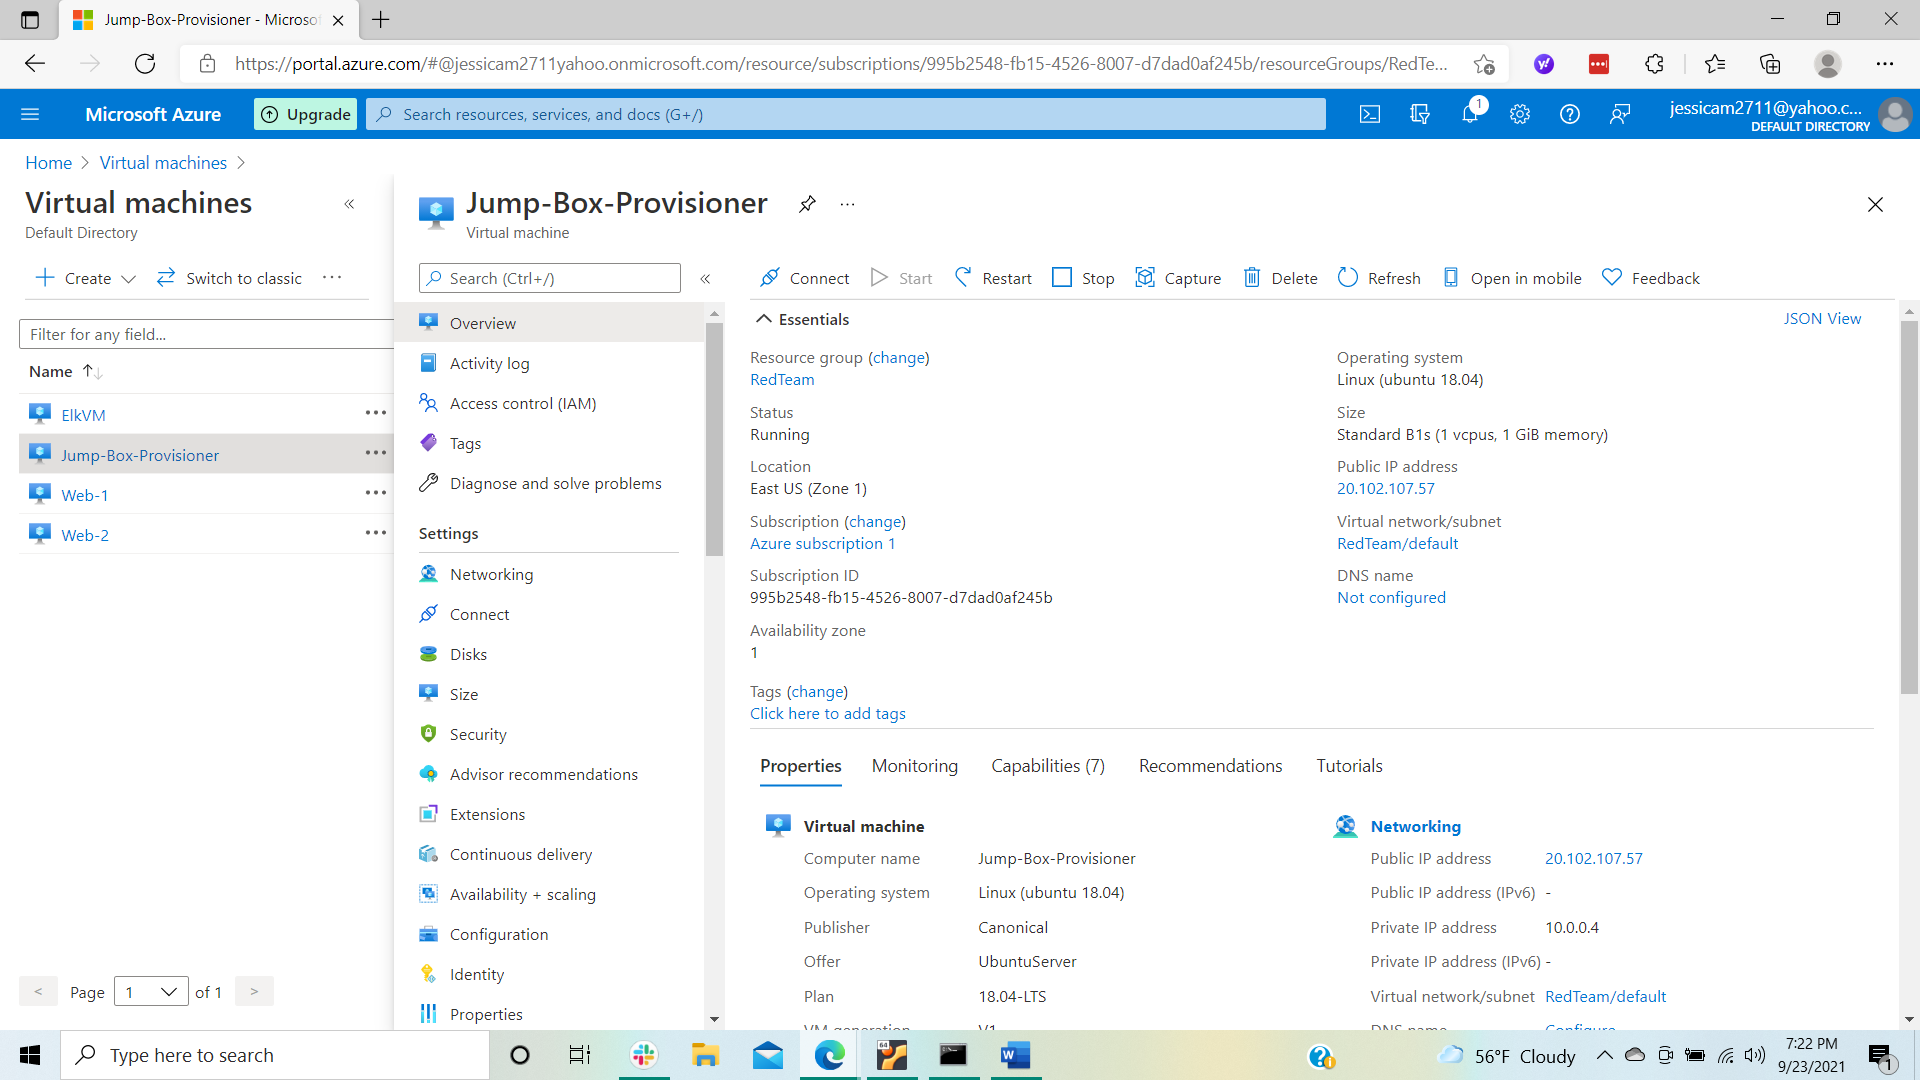 Jump-Box-Provisioner - Microsof
https://portal.azure.com/#@jessicam2711yahoo.onmicrosoft.com/resource/subscriptions/995b2548-fb15-4526-8007-d7dad0af245b/resourceGroups/RedTe...
Microsoft Azure
Upgrade
Search resources, services, and docs (G+/)
1
jessicam2711@yahoo.c...
DEFAULT DIRECTORY
Home > Virtual machines >
Virtual machines
Default Directory
Create
Switch to classic
Filter for any field...
Name
ElkVM
Jump-Box-Provisioner
Web-1
Web-2
< Page 1 of 1 >
Jump-Box-Provisioner
Virtual machine
Search (Ctrl+/)
Overview
Activity log
Access control (IAM)
Tags
Diagnose and solve problems
Settings
Networking
Connect
Disks
Size
Security
Advisor recommendations
Extensions
Continuous delivery
Availability + scaling
Configuration
Identity
Properties
Connect Start Restart Stop Capture Delete Refresh Open in mobile Feedback
Essentials
JSON View
Resource group (change)
RedTeam
Status
Running
Location
East US (Zone 1)
Subscription (change)
Azure subscription 1
Subscription ID
995b2548-fb15-4526-8007-d7dad0af245b
Availability zone
1
Operating system
Linux (ubuntu 18.04)
Size
Standard B1s (1 vcpus, 1 GiB memory)
Public IP address
20.102.107.57
Virtual network/subnet
RedTeam/default
DNS name
Not configured
Tags (change)
Click here to add tags
Properties Monitoring Capabilities (7) Recommendations Tutorials
Virtual machine
Computer name Jump-Box-Provisioner
Operating system Linux (ubuntu 18.04)
Publisher Canonical
Offer UbuntuServer
Plan 18.04-LTS
VM generation V1
Networking
Public IP address 20.102.107.57
Public IP address (IPv6) -
Private IP address 10.0.0.4
Private IP address (IPv6) -
Virtual network/subnet RedTeam/default
DNS name Configure
Type here to search
64
W
56°F Cloudy
7:22 PM
9/23/2021
1